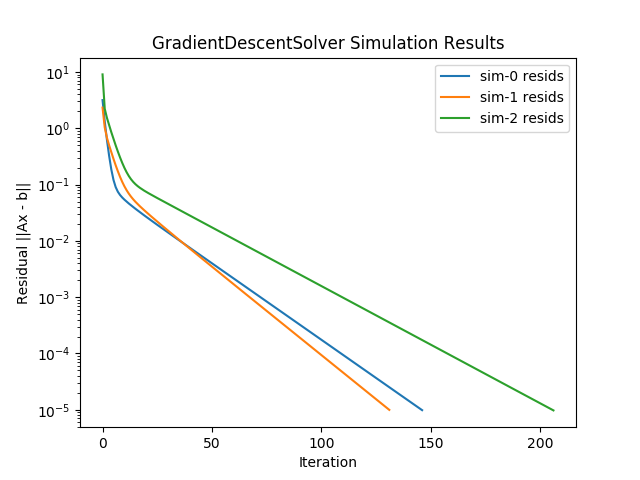 GradientDescentSolver Simulation Results
sim-0 resids
sim-1 resids
sim-2 resids
Residual ||Ax - b||
10¹
10⁰
10⁻¹
10⁻²
10⁻³
10⁻⁴
10⁻⁵
0 50 100 150 200
Iteration